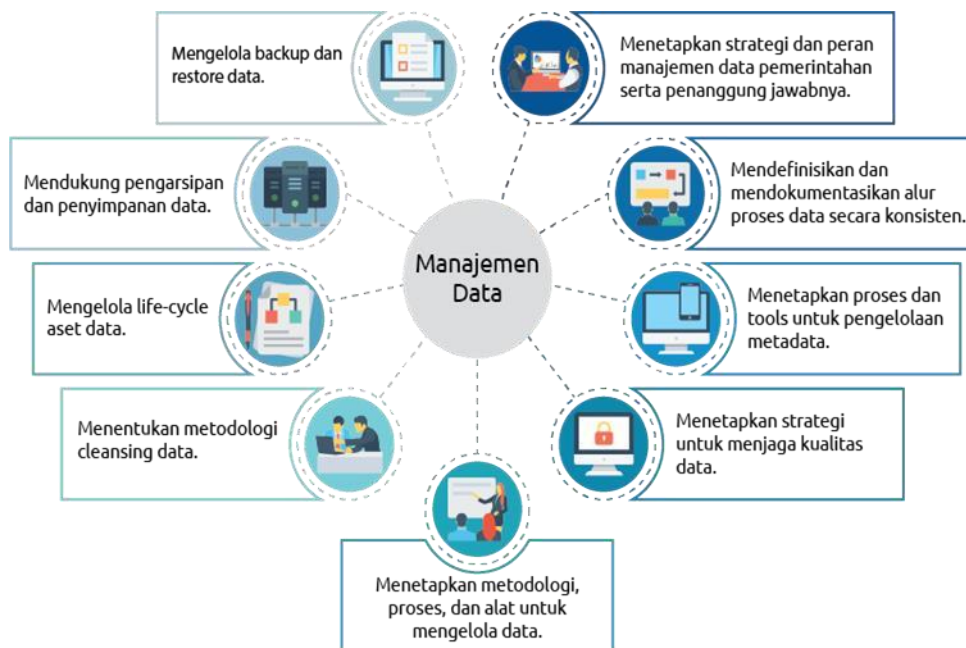 Manajemen
Data
Menetapkan strategi dan peran
manajemen data pemerintahan
serta penanggung jawabnya.
Mendefinisikan dan
mendokumentasikan alur
proses data secara konsisten.
Menetapkan proses dan
tools untuk pengelolaan
metadata.
Menetapkan strategi
untuk menjaga kualitas
data.
Menetapkan metodologi,
proses, dan alat untuk
mengelola data.
Menentukan metodologi
cleansing data.
Mengelola life-cycle
aset data.
Mendukung pengarsipan
dan penyimpanan data.
Mengelola backup dan
restore data.